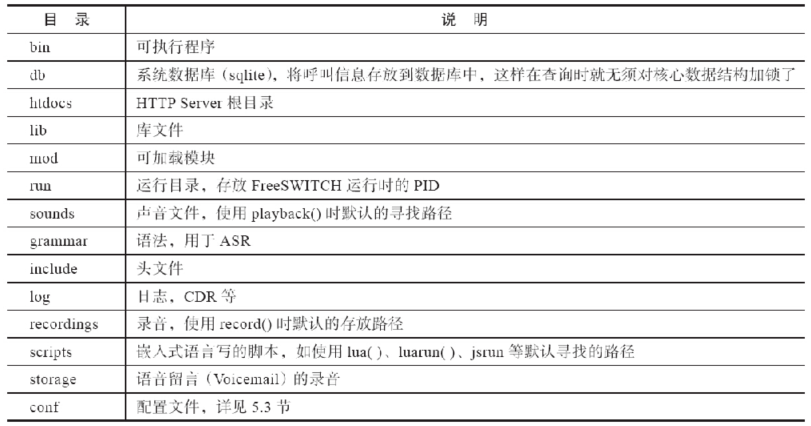 目 录 说 明
bin 可执行程序
db 系统数据库（sqlite），将呼叫信息存放到数据库中，这样在查询时就无须对核心数据结构加锁了
htdocs HTTP Server 根目录
lib 库文件
mod 可加载模块
run 运行目录，存放 FreeSWITCH 运行时的 PID
sounds 声音文件，使用 playback() 时默认的寻找路径
grammar 语法，用于 ASR
include 头文件
log 日志，CDR 等
recordings 录音，使用 record() 时默认的存放路径
scripts 嵌入式语言写的脚本，如使用 lua( )、luarun( )、jsrun 等默认寻找的路径
storage 语音留言（Voicemail）的录音
conf 配置文件，详见 5.3 节